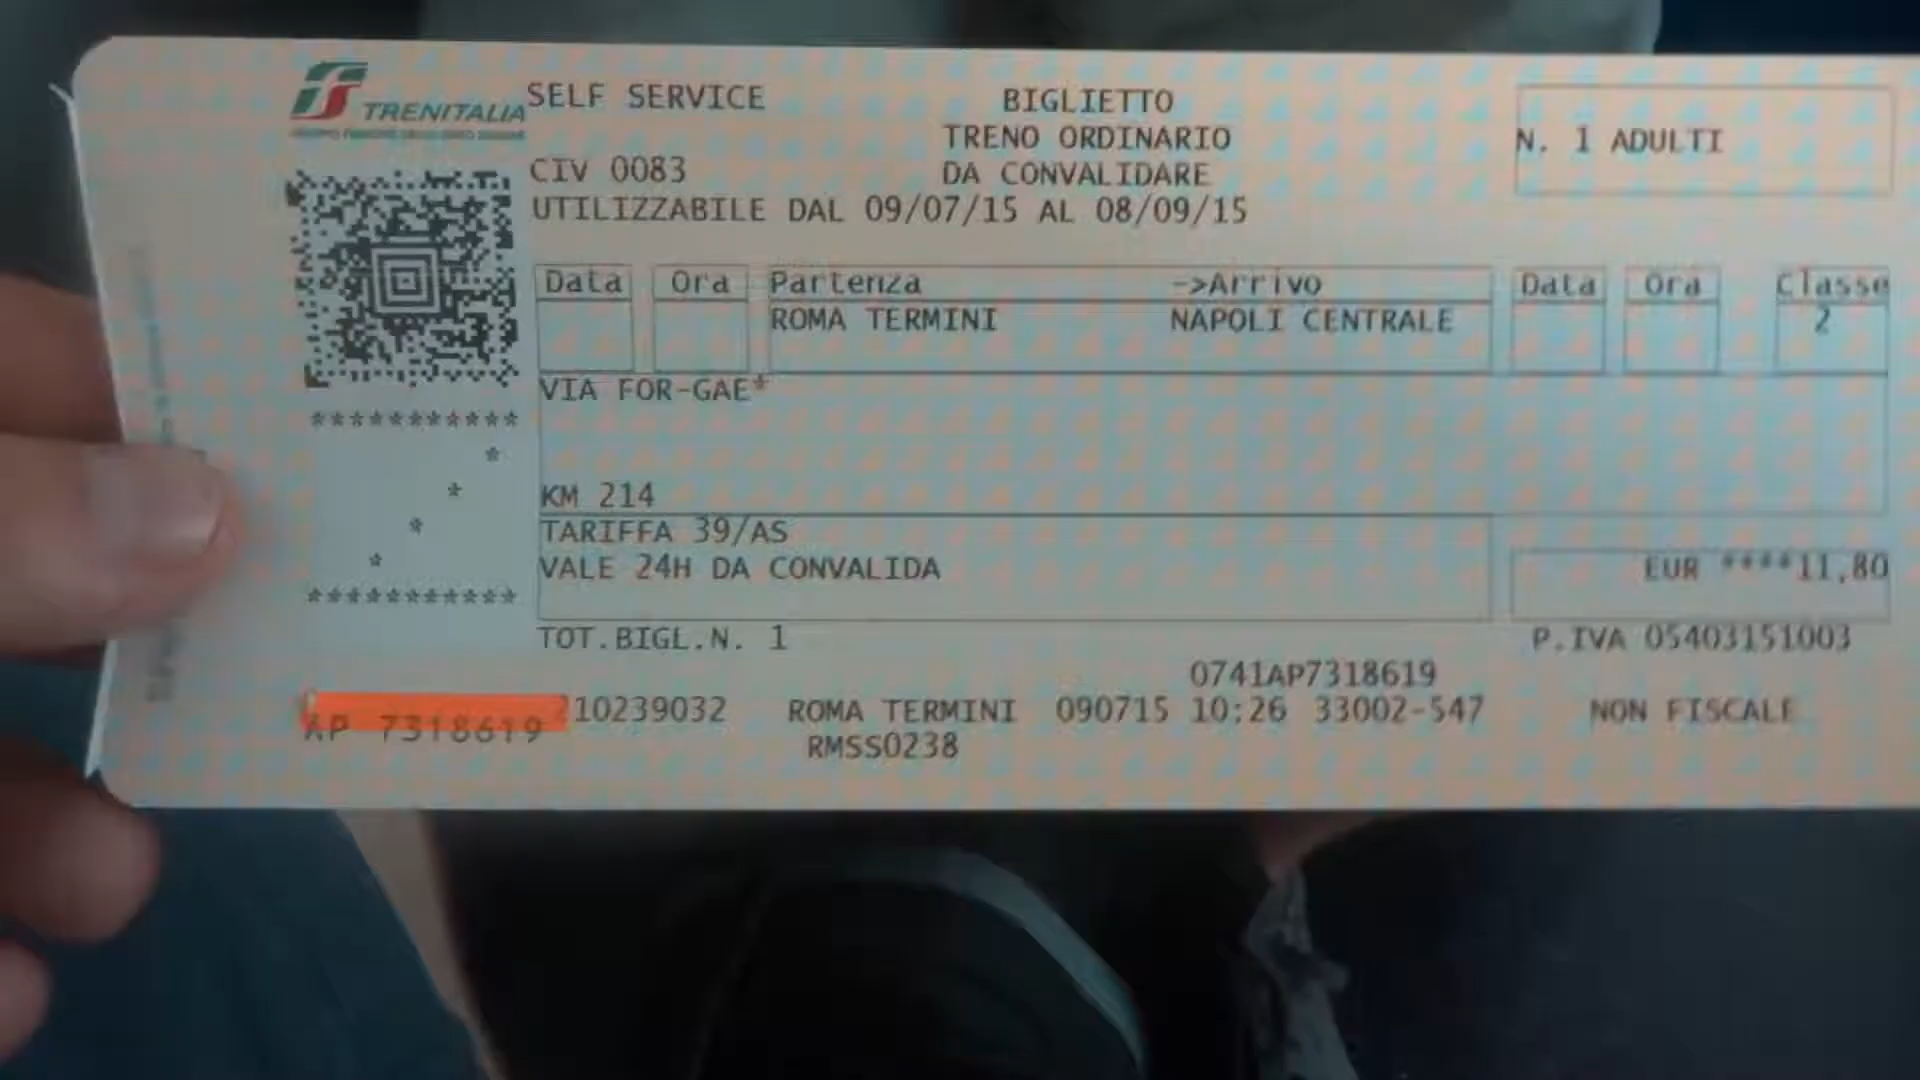 TRENITALIA
SELF SERVICE
BIGLIETTO
TRENO ORDINARIO
DA CONVALIDARE
N. 1 ADULTI
CIV 0083
UTILIZZABILE DAL 09/07/15 AL 08/09/15
Data Ora Partenza ->Arrivo Data Ora Classe
ROMA TERMINI NAPOLI CENTRALE 2
VIA FOR-GAE*
***********
*
*
*
*
***********
KM 214
TARIFFA 39/AS
VALE 24H DA CONVALIDA
EUR ****11,80
TOT.BIGL.N. 1
P.IVA 05403151003
0741AP7318619
AP 7318619
210239032 ROMA TERMINI 090715 10:26 33002-547 NON FISCALE
RMSS0238